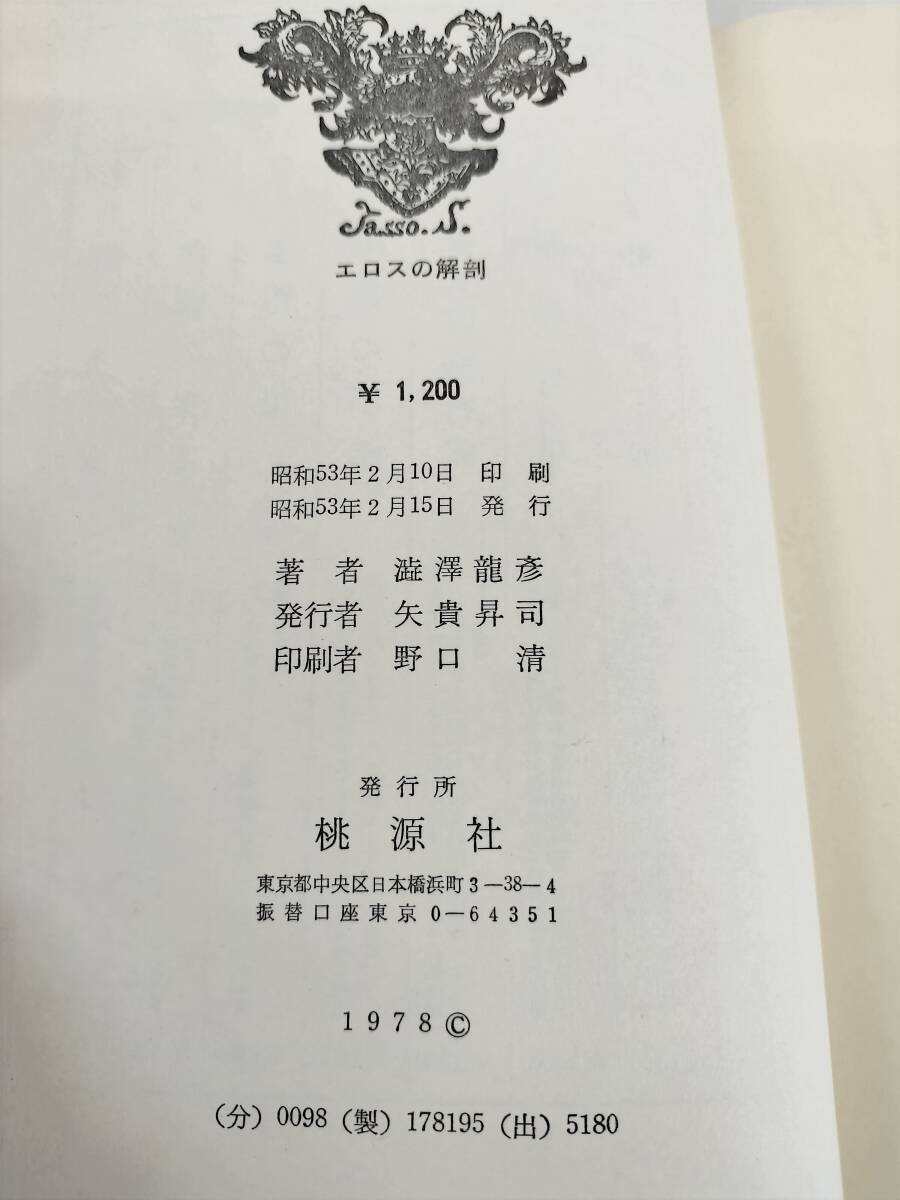 Tasso. S.
エロスの解剖
¥ 1,200
昭和53年2月10日 印刷
昭和53年2月15日 発行
著者 澁澤龍彥
発行者 矢貴昇司
印刷者 野口 清
発行所
桃源社
東京都中央区日本橋浜町3―38―4
振替口座東京0―64351
1978©
(分)0098(製)178195(出)5180